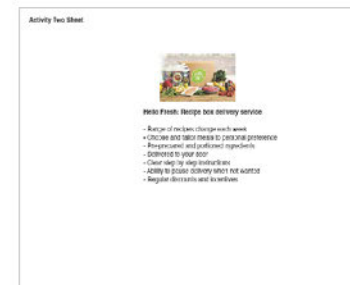 Activity Two Sheet
Hello Fresh: Recipe box delivery service
- Range of recipes change each week
- Choose and tailor meals to personal preference
- Pre-prepared and portioned ingredients
- Delivered to your door
- Clear step by step instructions
- Ability to pause delivery when not wanted
- Regular discounts and incentives